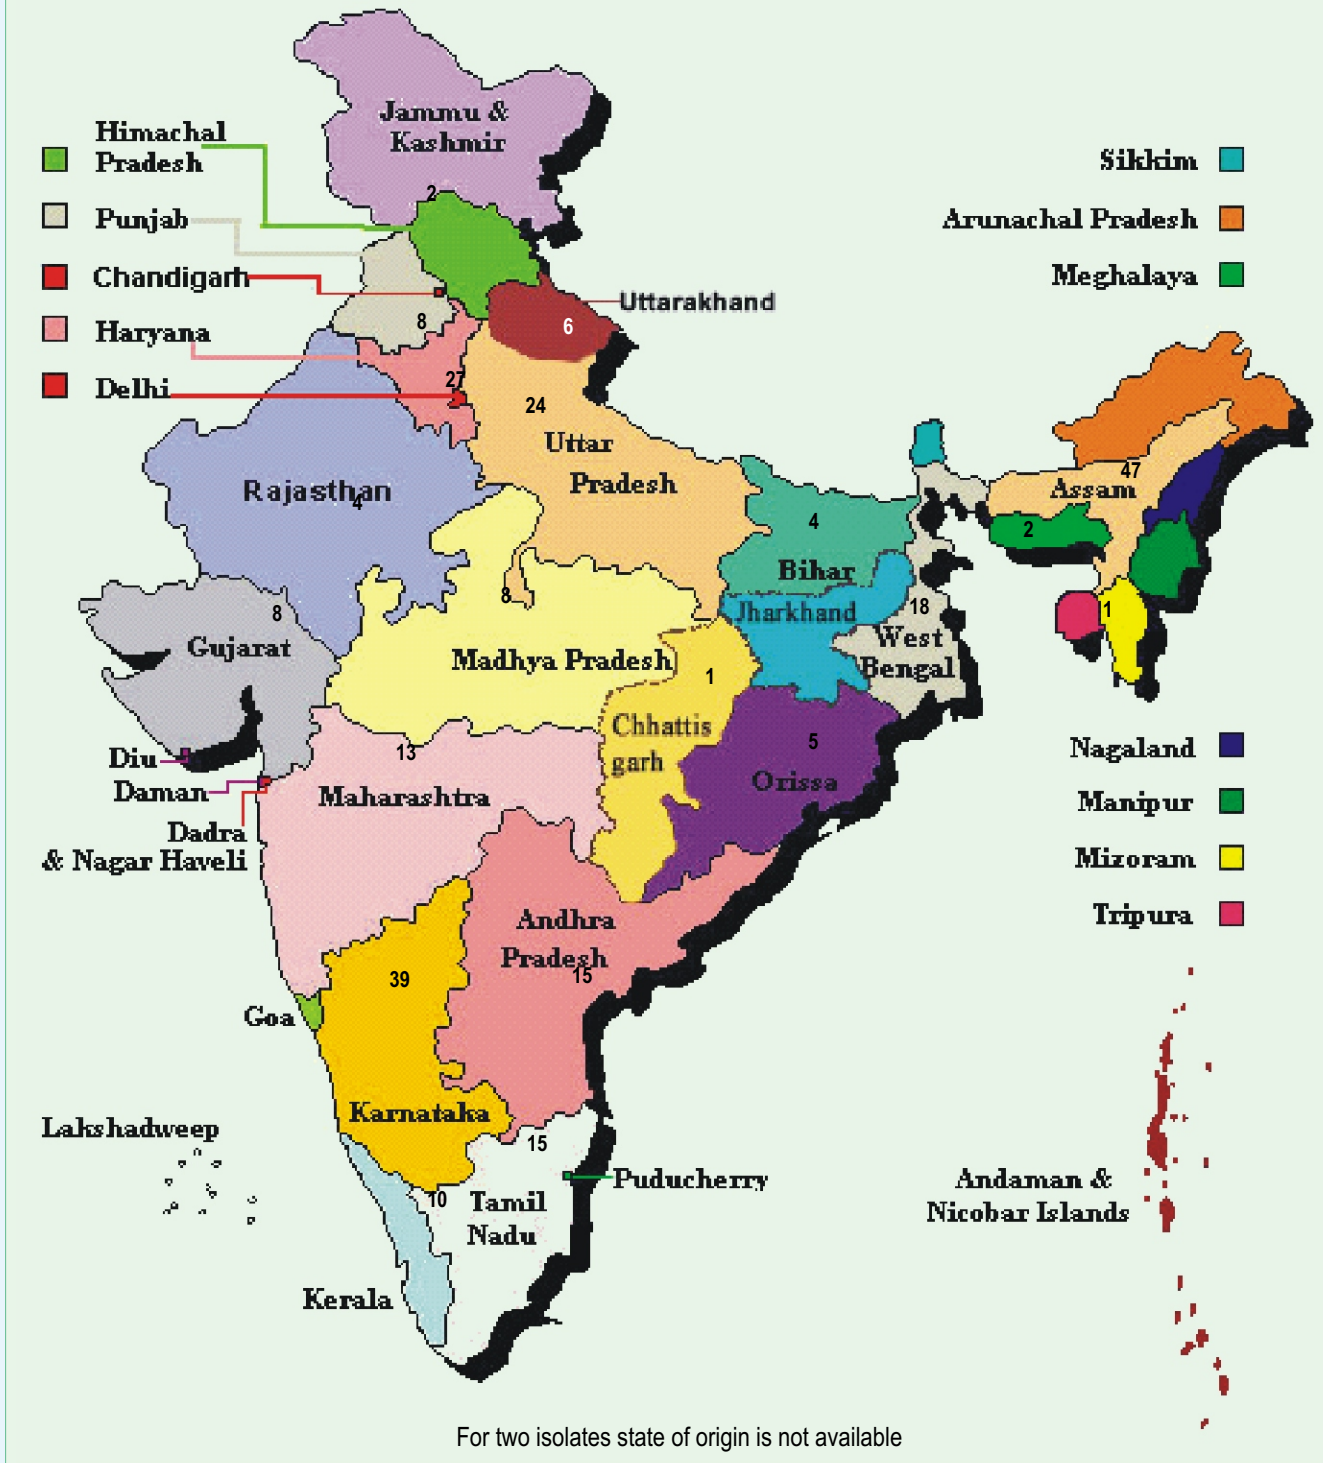 Jammu &
Kashmir
Himachal
Pradesh
Punjab
Chandigarh
Haryana
Delhi
Sikkim
Arunachal Pradesh
Meghalaya
2
Uttarakhand
6
8
27
24
Uttar
Pradesh
Rajasthan
4
47
Assam
2
4
Bihar
Jharkhand
1
18
West
Bengal
8
Gujarat
8
Madhya Pradesh
1
Chhattis
garh
5
Orissa
Diu
Daman
Dadra
& Nagar Haveli
13
Maharashtra
Nagaland
Manipur
Mizoram
Tripura
Andhra
Pradesh
15
39
Goa
Karnataka
Lakshadweep
15
Puducherry
10
Tamil
Nadu
Kerala
Andaman &
Nicobar Islands
For two isolates state of origin is not available